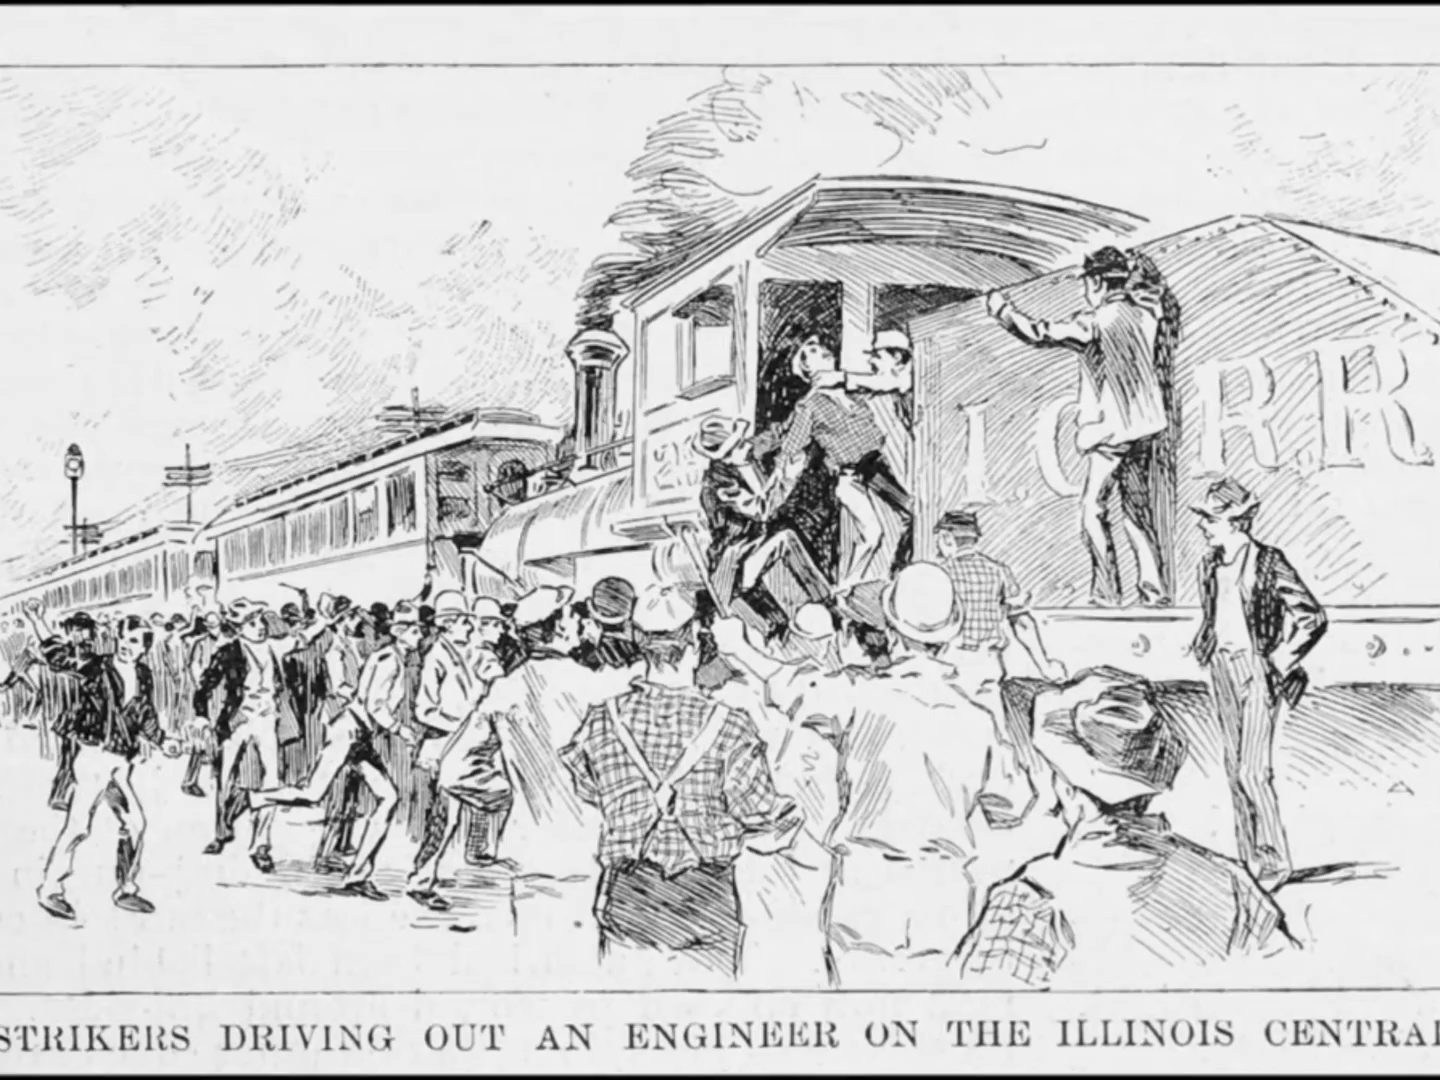 I. C. R.R.
STRIKERS DRIVING OUT AN ENGINEER ON THE ILLINOIS CENTRAL